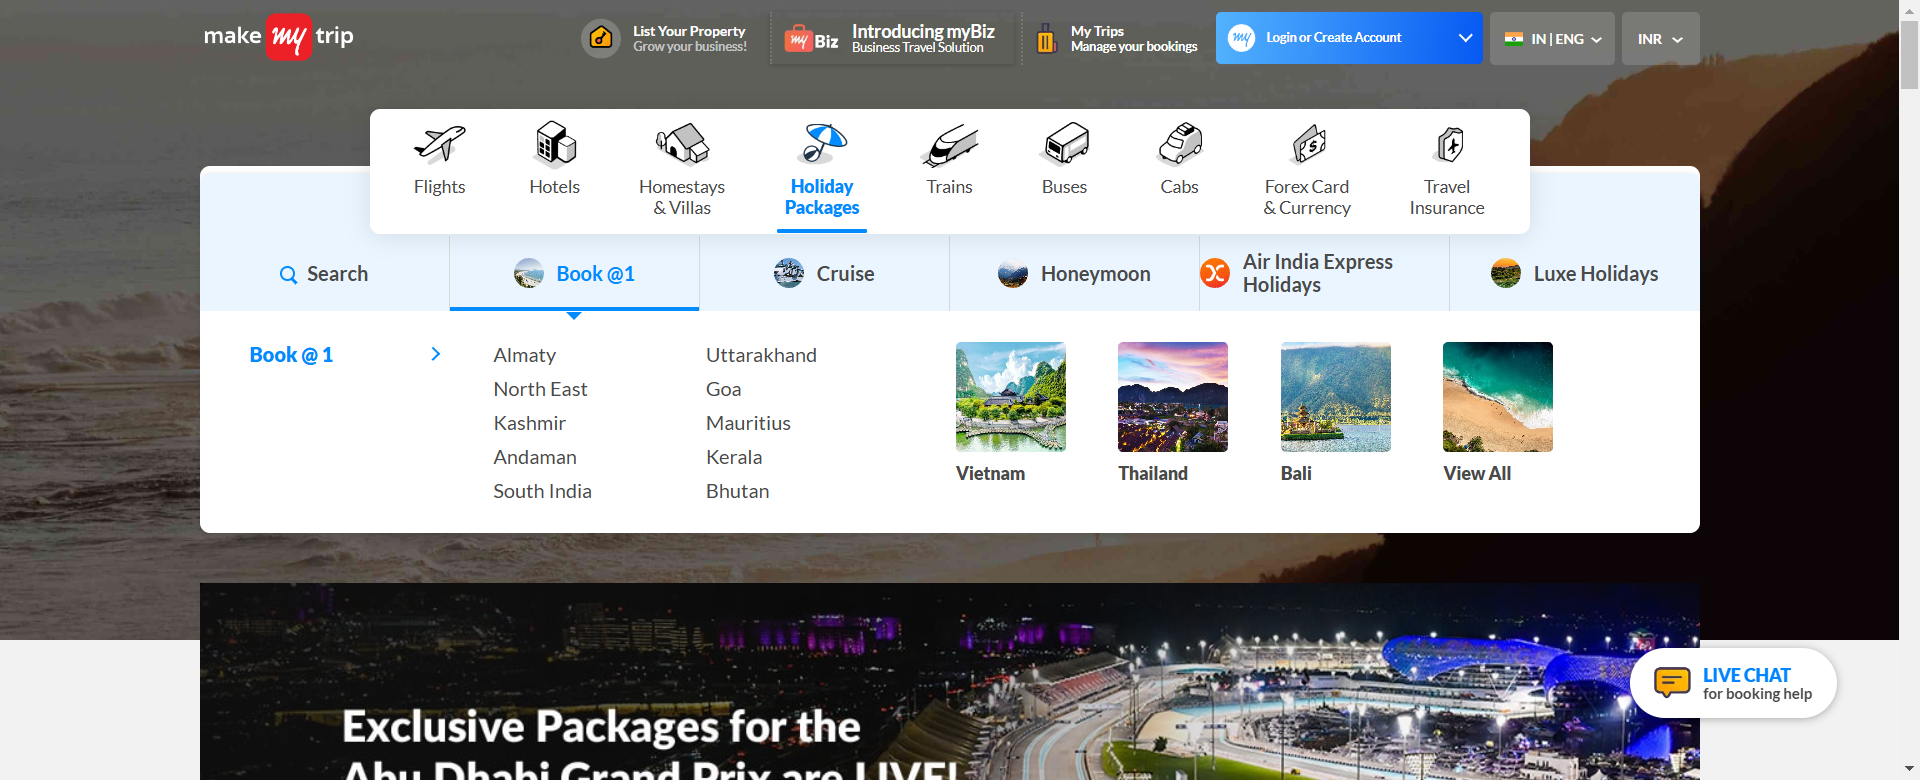 make my trip
List Your Property
Grow your business!
my Biz
Introducing myBiz
Business Travel Solution
My Trips
Manage your bookings
my
Login or Create Account
IN | ENG
INR
Flights
Hotels
Homestays
& Villas
Holiday
Packages
Trains
Buses
Cabs
Forex Card
& Currency
Travel
Insurance
Search
Book @1
Cruise
Honeymoon
Air India Express
Holidays
Luxe Holidays
Book @ 1
Almaty
North East
Kashmir
Andaman
South India
Uttarakhand
Goa
Mauritius
Kerala
Bhutan
Vietnam
Thailand
Bali
View All
LIVE CHAT
for booking help
Exclusive Packages for the
Abu Dhabi Grand Prix are LIVE!